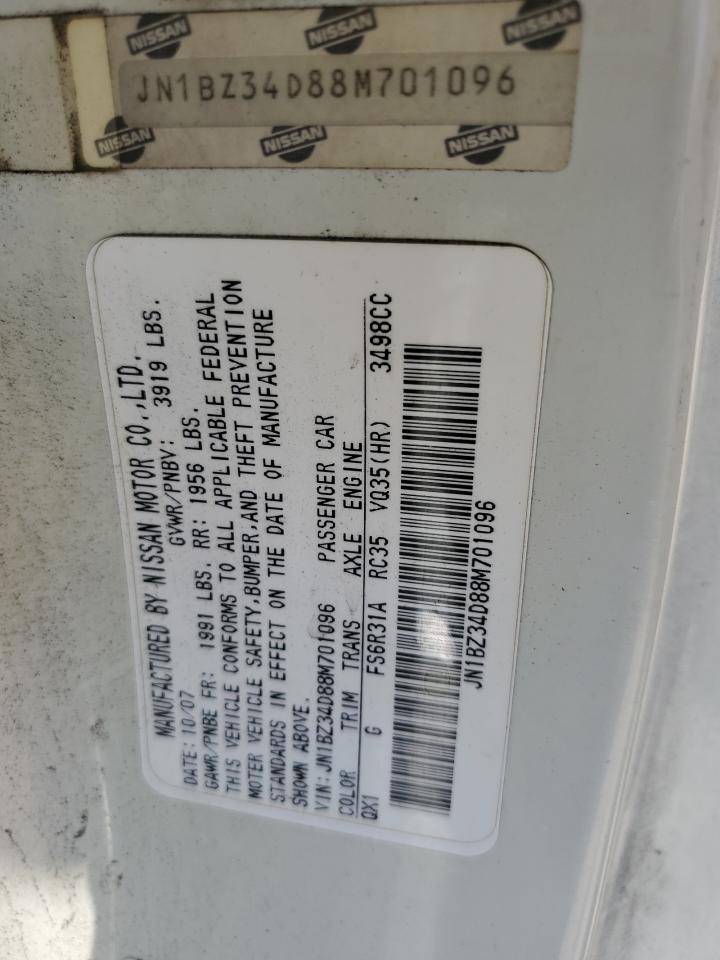 NISSAN NISSAN NISSAN
JN1BZ34D88M701096
NISSAN NISSAN NISSAN
MANUFACTURED BY NISSAN MOTOR CO.,LTD.
GVWR/PNBV: 3919 LBS.
DATE: 10/07
GAWR/PNBE FR: 1991 LBS. RR: 1956 LBS.
THIS VEHICLE CONFORMS TO ALL APPLICABLE FEDERAL
MOTER VEHICLE SAFETY,BUMPER,AND THEFT PREVENTION
STANDARDS IN EFFECT ON THE DATE OF MANUFACTURE
SHOWN ABOVE.
VIN: JN1BZ34D88M701096 PASSENGER CAR
COLOR TRIM TRANS AXLE ENGINE
QX1 G FS6R31A RC35 VQ35(HR) 3498CC
JN1BZ34D88M701096